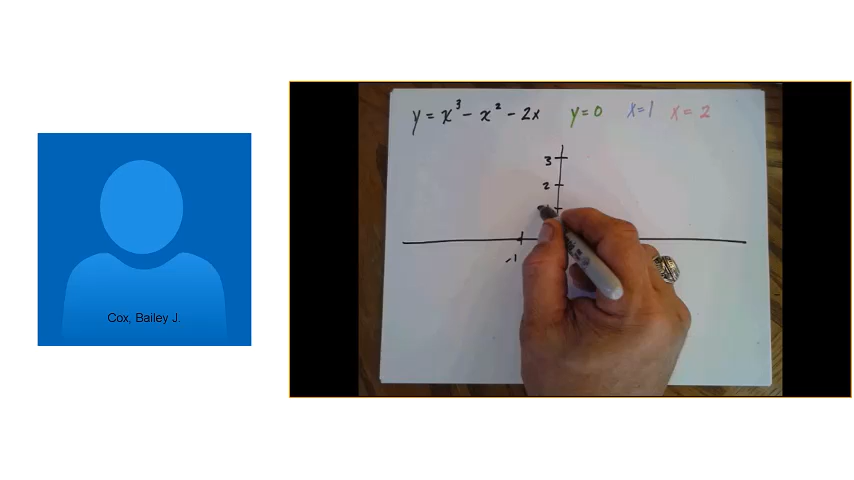 y = x³ - x² - 2x y = 0 x = 1 x = 2
3
2
-1
Cox, Bailey J.